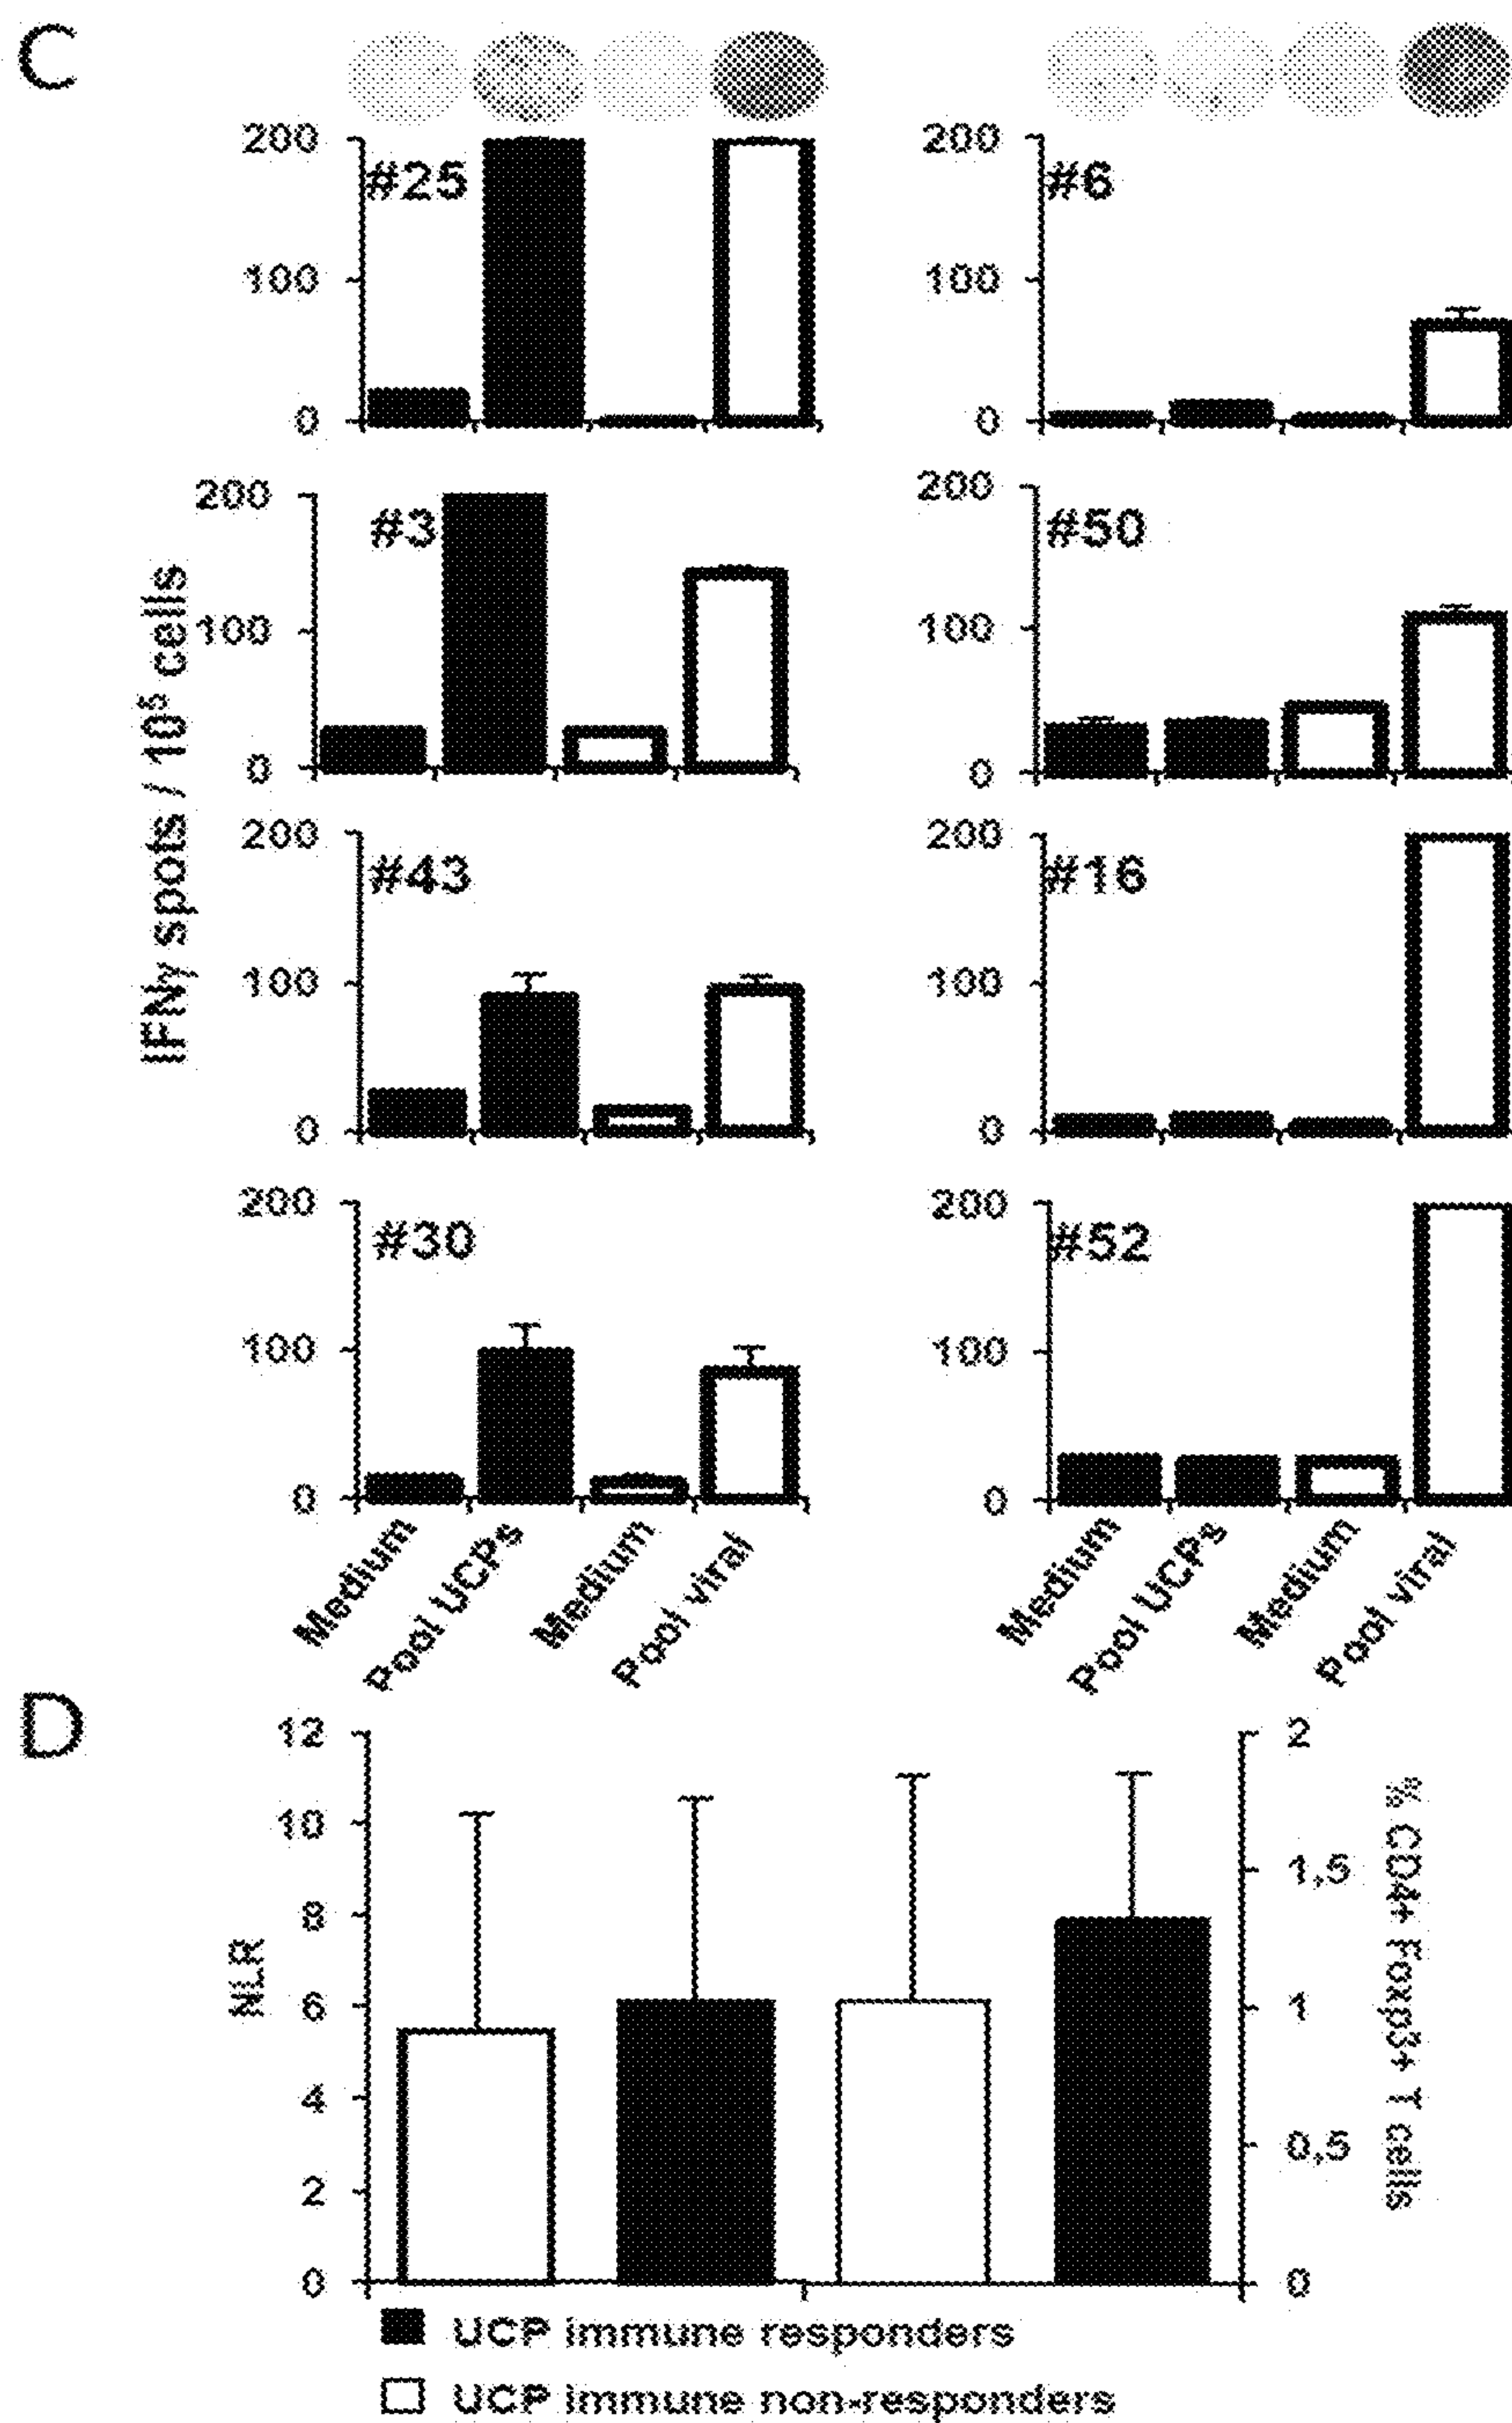 C
200
#25
100
0
200
#6
100
0
200
#3
100
0
200
#50
100
0
IFNγ spots / 10⁵ cells
200
#43
100
0
200
#16
100
0
200
#30
100
0
200
#52
100
0
Medium
Pool UCPs
Medium
Pool viral
Medium
Pool UCPs
Medium
Pool viral
D
12
10
8
6
4
2
0
NLR
2
1,5
1
0,5
0
% CD4+ Foxp3+ T cells
UCP immune responders
UCP immune non-responders